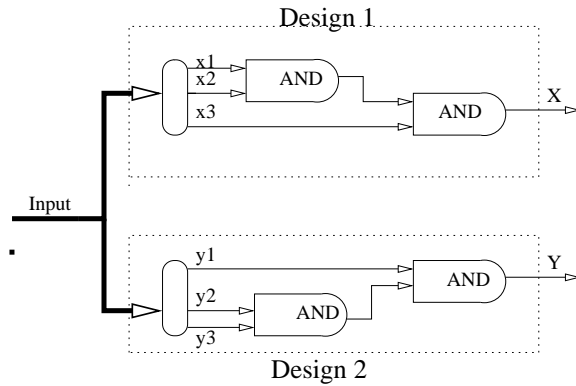 Design 1
x1
x2
AND
x3
AND
X
Input
y1
Y
AND
y2
AND
y3
Design 2